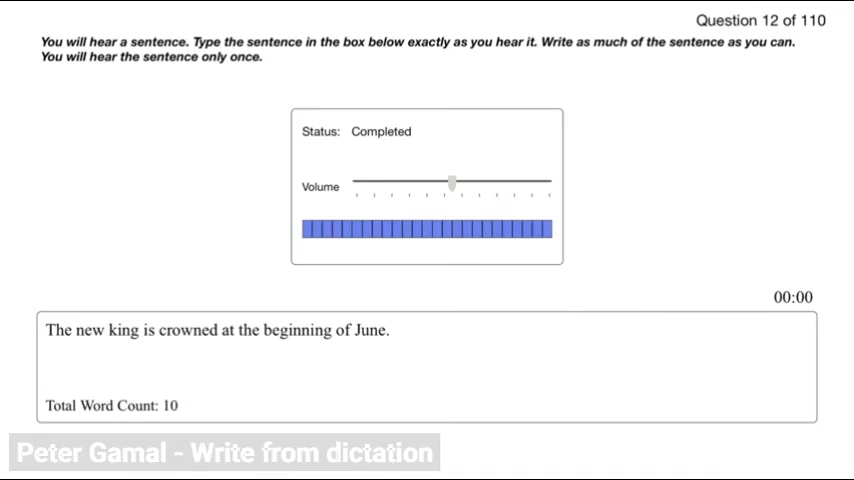 Question 12 of 110
You will hear a sentence. Type the sentence in the box below exactly as you hear it. Write as much of the sentence as you can.
You will hear the sentence only once.
Status: Completed
Volume
00:00
The new king is crowned at the beginning of June.
Total Word Count: 10
Peter Gamal - Write from dictation